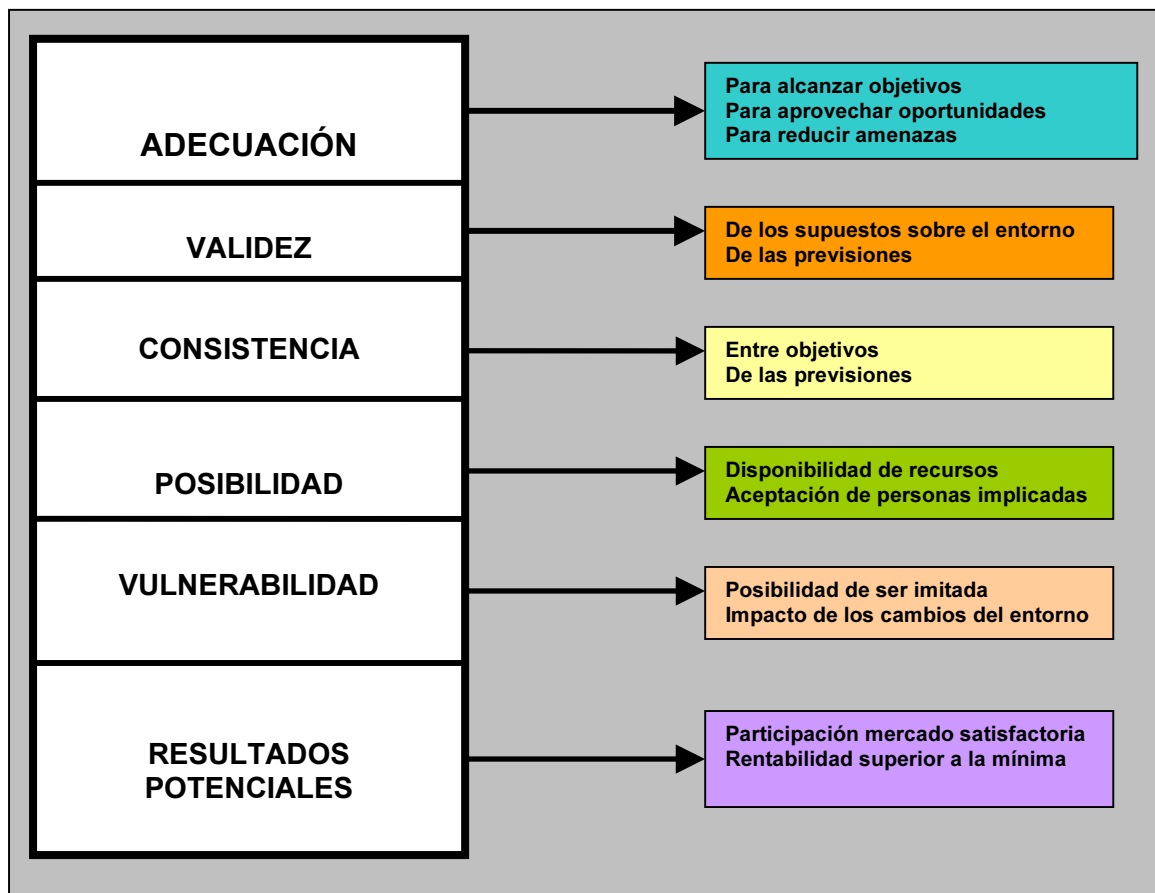 ADECUACIÓN
Para alcanzar objetivos
Para aprovechar oportunidades
Para reducir amenazas
VALIDEZ
De los supuestos sobre el entorno
De las previsiones
CONSISTENCIA
Entre objetivos
De las previsiones
POSIBILIDAD
Disponibilidad de recursos
Aceptación de personas implicadas
VULNERABILIDAD
Posibilidad de ser imitada
Impacto de los cambios del entorno
RESULTADOS
POTENCIALES
Participación mercado satisfactoria
Rentabilidad superior a la mínima